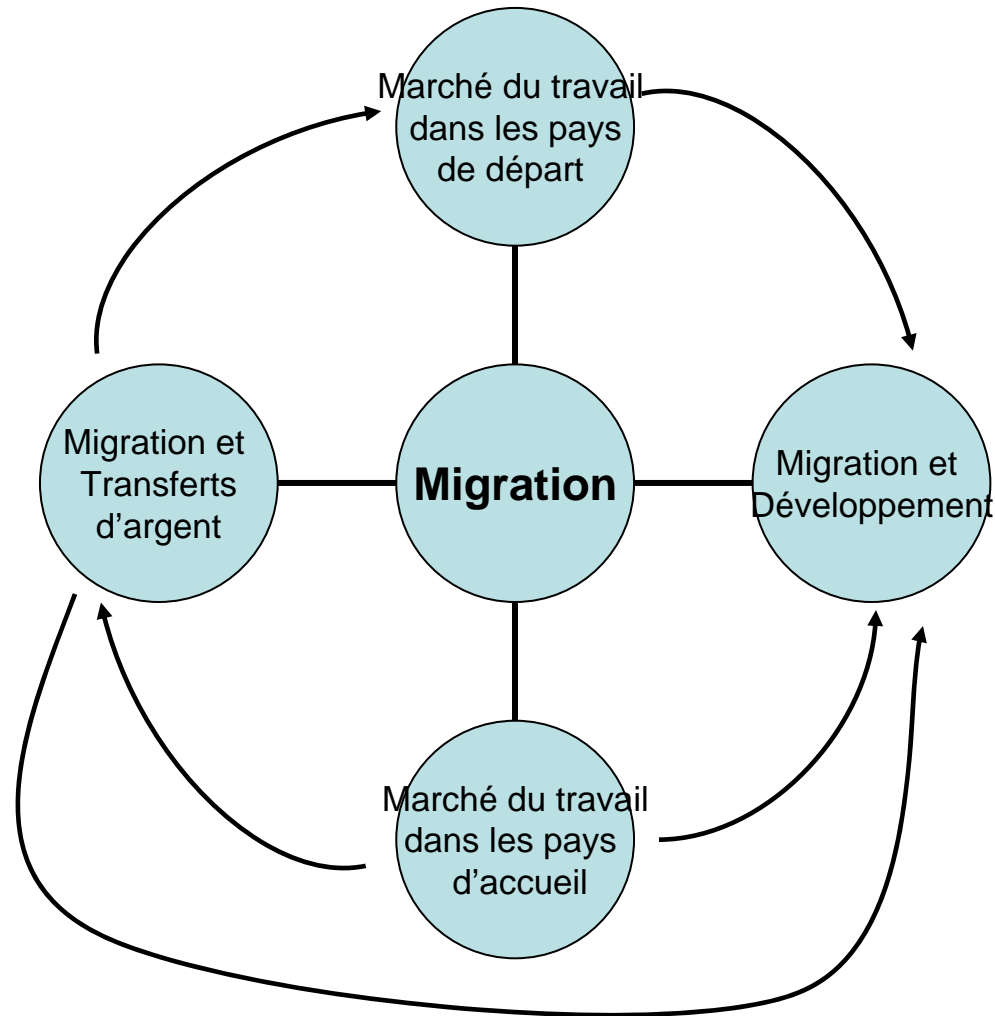 Marché du travail
dans les pays
de départ
Migration et
Transferts
d’argent
Migration
Migration et
Développement
Marché du travail
dans les pays
d’accueil